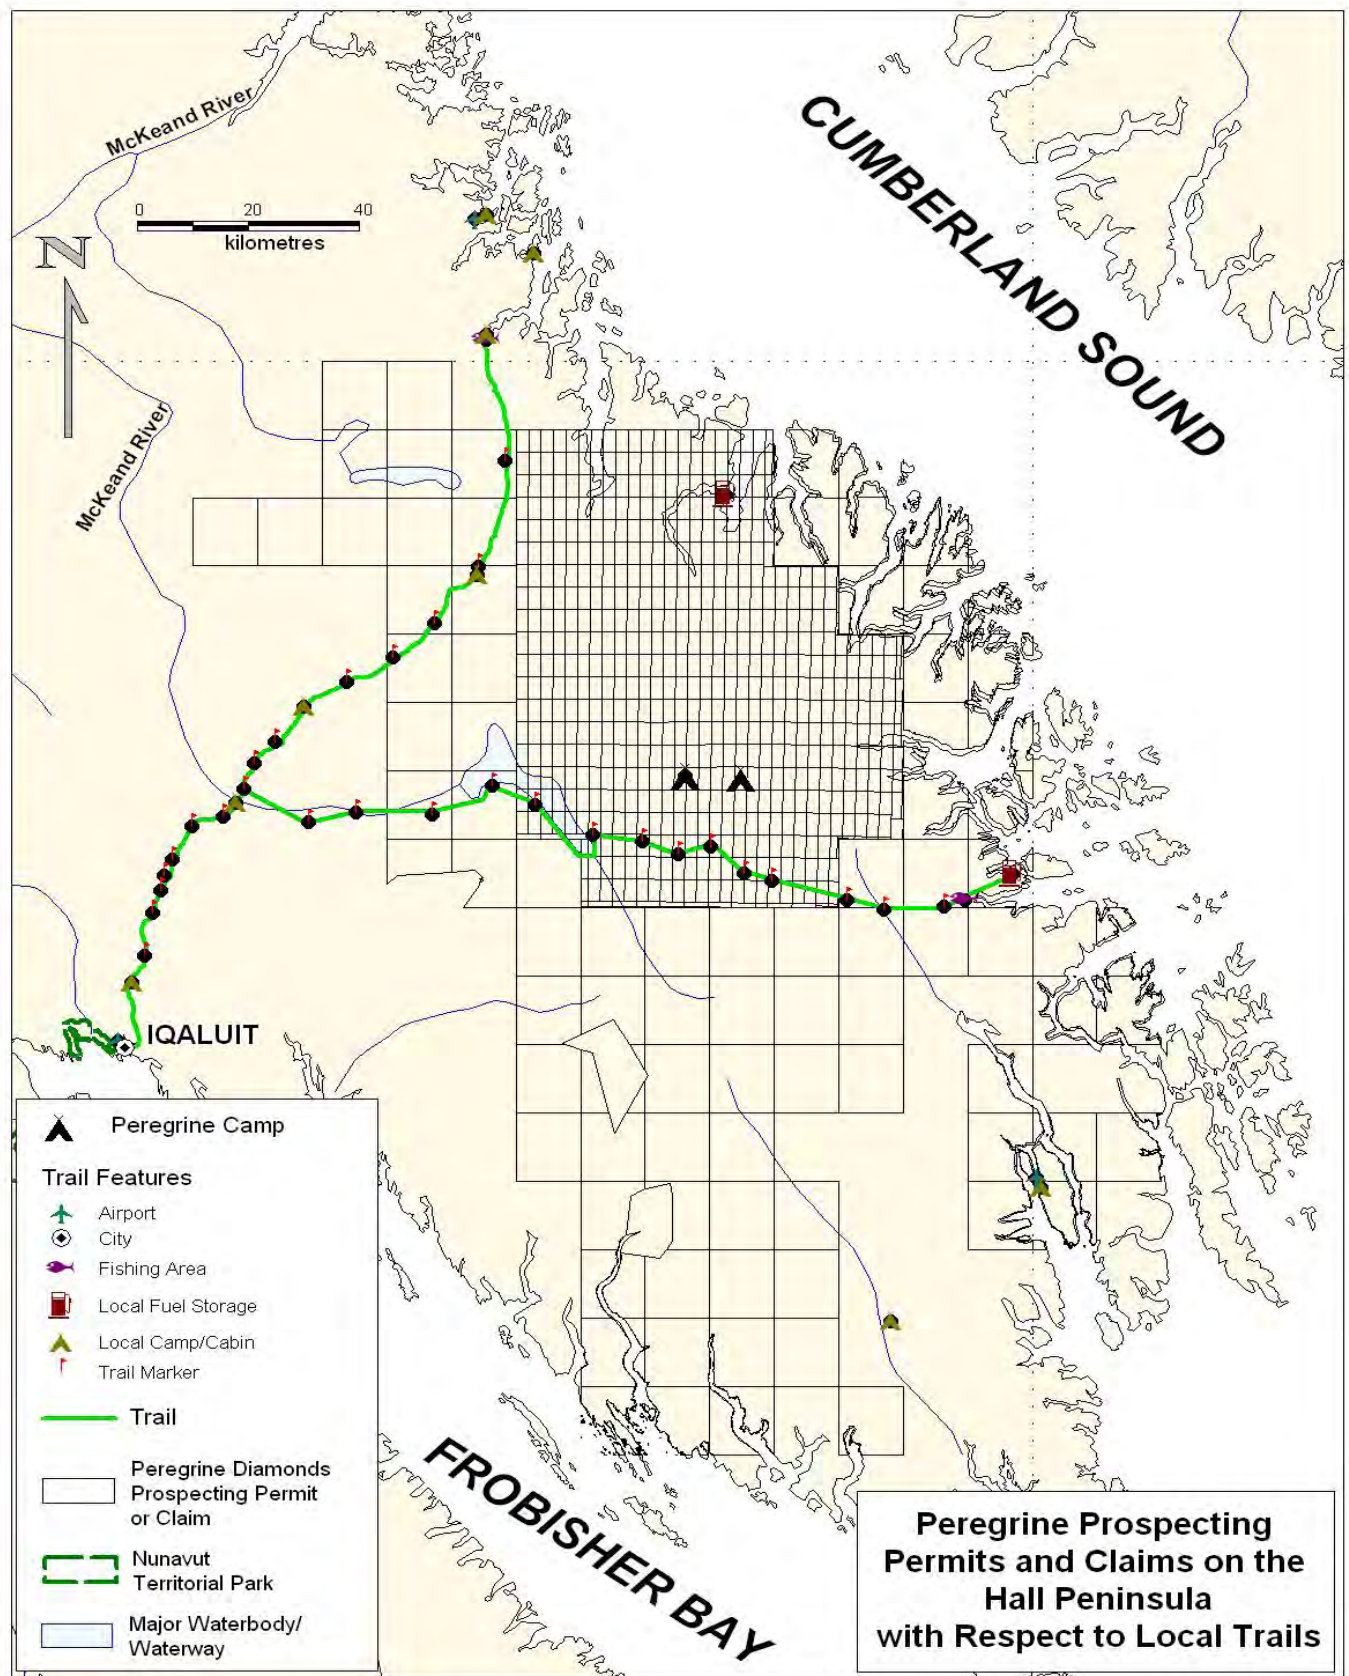 McKeand River
CUMBERLAND SOUND
0 20 40
kilometres
N
McKeand River
IQALUIT
Peregrine Camp
Trail Features
Airport
City
Fishing Area
Local Fuel Storage
Local Camp/Cabin
Trail Marker
Trail
Peregrine Diamonds
Prospecting Permit
or Claim
Nunavut
Territorial Park
Major Waterbody/
Waterway
FROBISHER BAY
Peregrine Prospecting
Permits and Claims on the
Hall Peninsula
with Respect to Local Trails